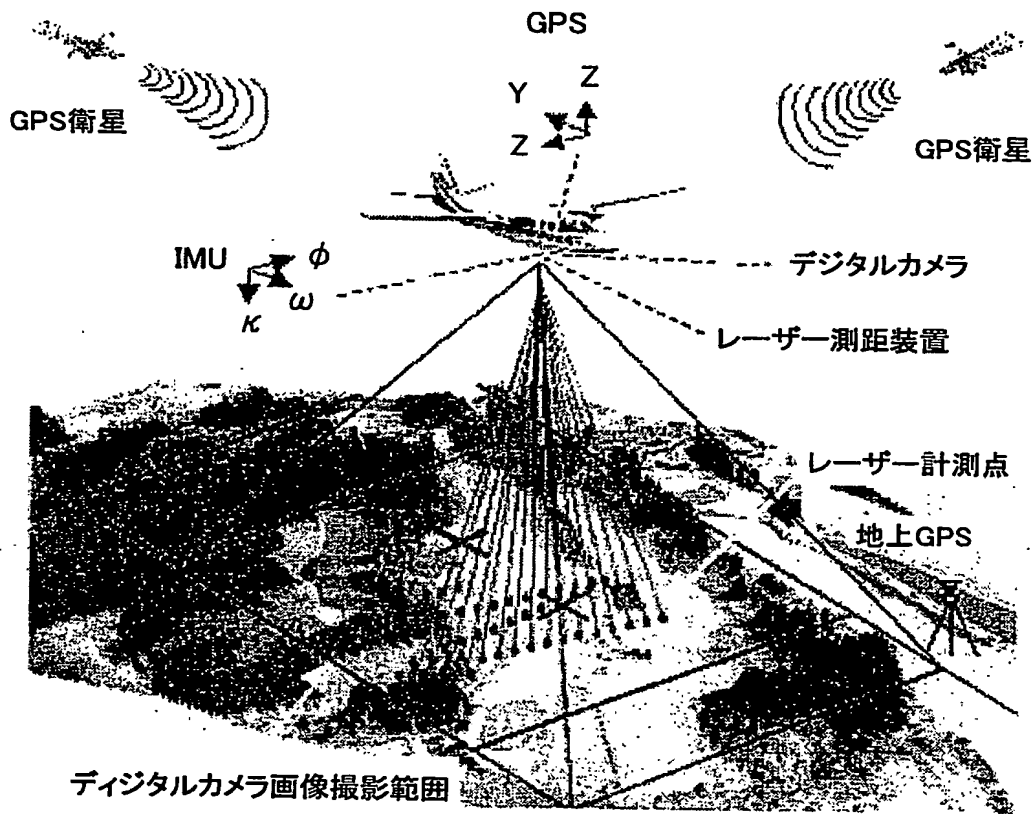 GPS
GPS衛星
Y
Z
Z
GPS衛星
IMU
φ
ω
κ
デジタルカメラ
レーザー測距装置
レーザー計測点
地上GPS
ディジタルカメラ画像撮影範囲